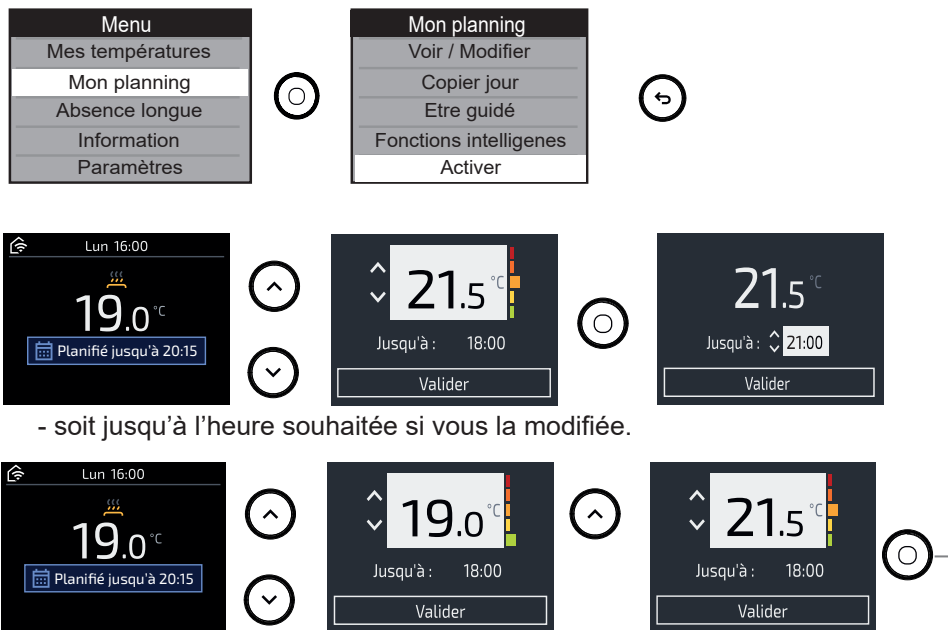 Menu
Mes températures
Mon planning
Absence longue
Information
Paramètres
Mon planning
Voir / Modifier
Copier jour
Etre guidé
Fonctions intelligenes
Activer
Lun 16:00
19.0°C
Planifié jusqu'à 20:15
21.5°C
Jusqu'à : 18:00
Valider
21.5°C
Jusqu'à : 21:00
Valider
- soit jusqu’à l’heure souhaitée si vous la modifiée.
Lun 16:00
19.0°C
Planifié jusqu'à 20:15
19.0°C
Jusqu'à : 18:00
Valider
21.5°C
Jusqu'à : 18:00
Valider